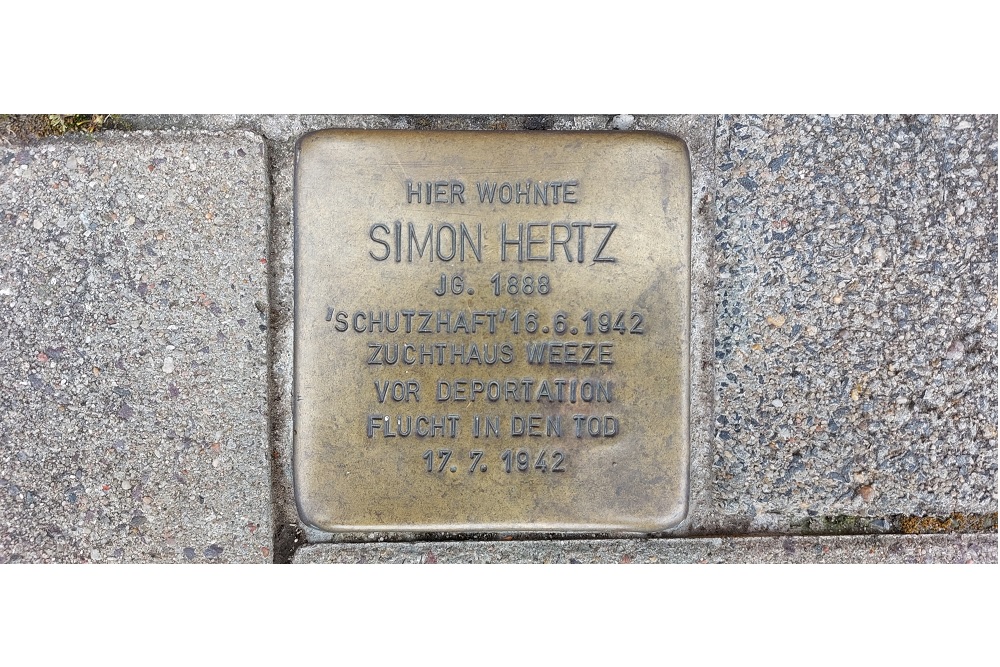 HIER WOHNTE
SIMON HERTZ
JG. 1888
'SCHUTZHAFT' 16.6.1942
ZUCHTHAUS WEEZE
VOR DEPORTATION
FLUCHT IN DEN TOD
17. 7. 1942